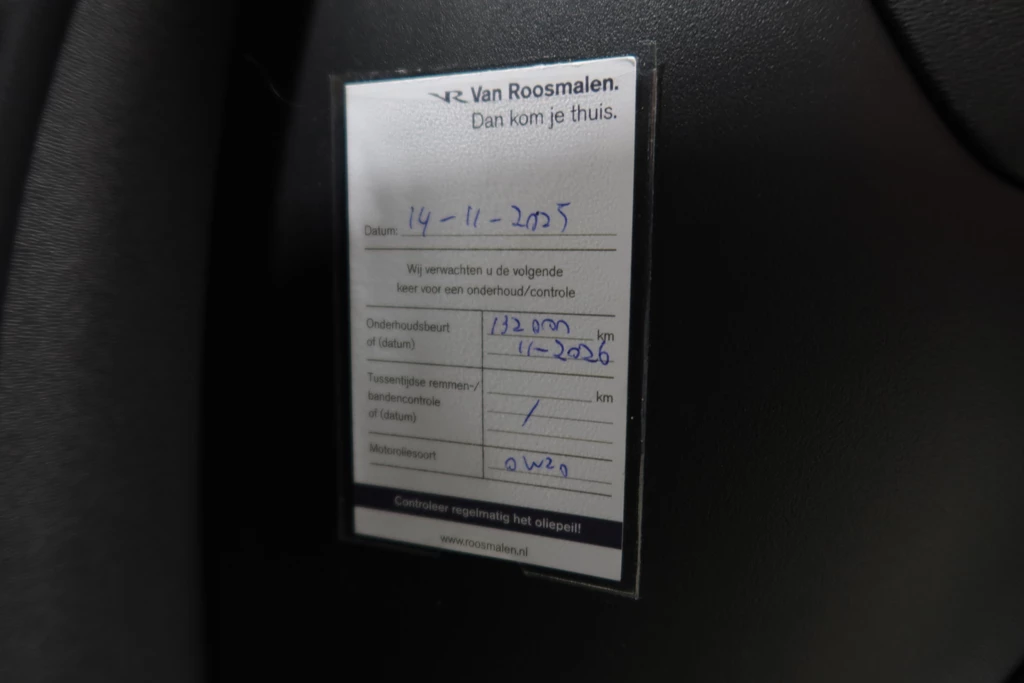 VR Van Roosmalen.
Dan kom je thuis.
Datum: 14-11-2025
Wij verwachten u de volgende
keer voor een onderhoud/controle
Onderhoudsbeurt 132000 km
of (datum) 11-2026
Tussentijdse remmen-/
bandencontrole km
of (datum) /
Motoroliesoort 0W20
Controleer regelmatig het oliepeil!
www.roosmalen.nl